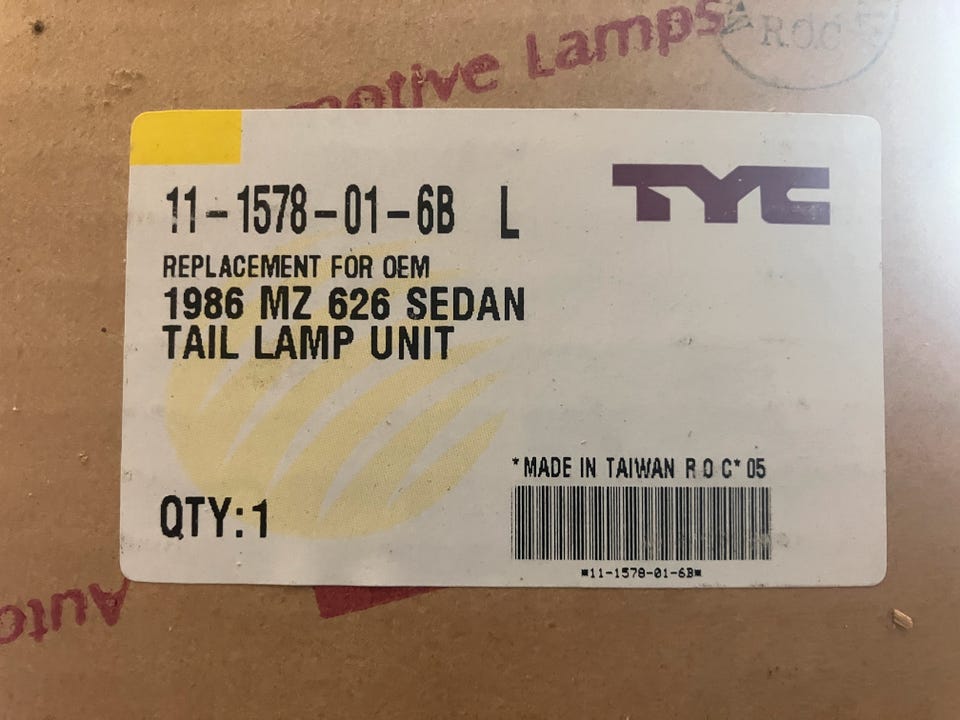 Automotive Lamps
R.O.C
TYC
11-1578-01-6B L
REPLACEMENT FOR OEM
1986 MZ 626 SEDAN
TAIL LAMP UNIT
*MADE IN TAIWAN R O C* 05
QTY:1
*11-1578-01-6B*
Auto